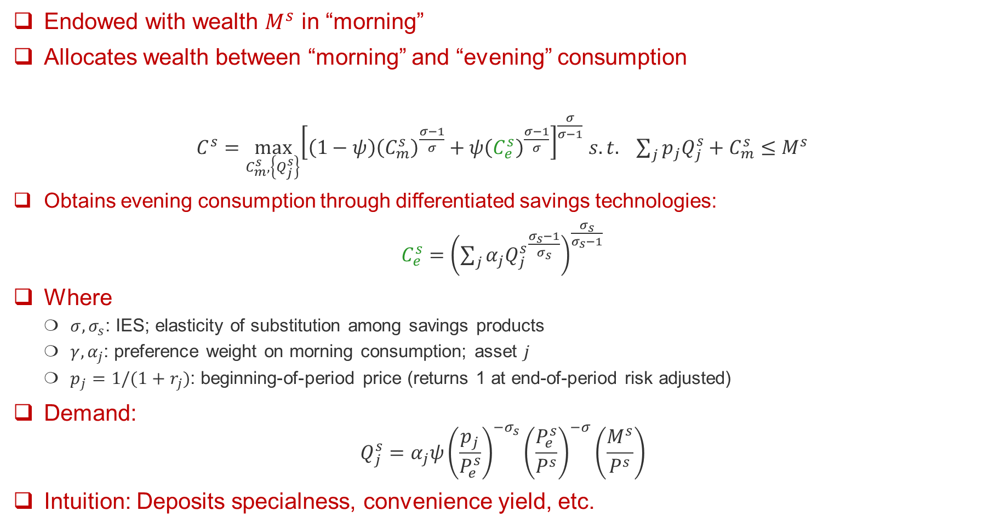 ❑ Endowed with wealth 𝑀ˢ in “morning”
❑ Allocates wealth between “morning” and “evening” consumption
$C^s = \max_{C_m^s,\{Q_j^s\}} \left[(1-\psi)(C_m^s)^{\frac{\sigma-1}{\sigma}} + \psi(C_e^s)^{\frac{\sigma-1}{\sigma}}\right]^{\frac{\sigma}{\sigma-1}} s.t. \; \sum_j p_j Q_j^s + C_m^s \leq M^s$
❑ Obtains evening consumption through differentiated savings technologies:
$C_e^s = \left(\sum_j \alpha_j Q_j^{s\,\frac{\sigma_s-1}{\sigma_s}}\right)^{\frac{\sigma_s}{\sigma_s-1}}$
❑ Where
❍ $\sigma, \sigma_s$: IES; elasticity of substitution among savings products
❍ $\gamma, \alpha_j$: preference weight on morning consumption; asset $j$
❍ $p_j = 1/(1 + r_j)$: beginning-of-period price (returns 1 at end-of-period risk adjusted)
❑ Demand:
$Q_j^s = \alpha_j \psi \left(\frac{p_j}{P_e^s}\right)^{-\sigma_s} \left(\frac{P_e^s}{P^s}\right)^{-\sigma} \left(\frac{M^s}{P^s}\right)$
❑ Intuition: Deposits specialness, convenience yield, etc.